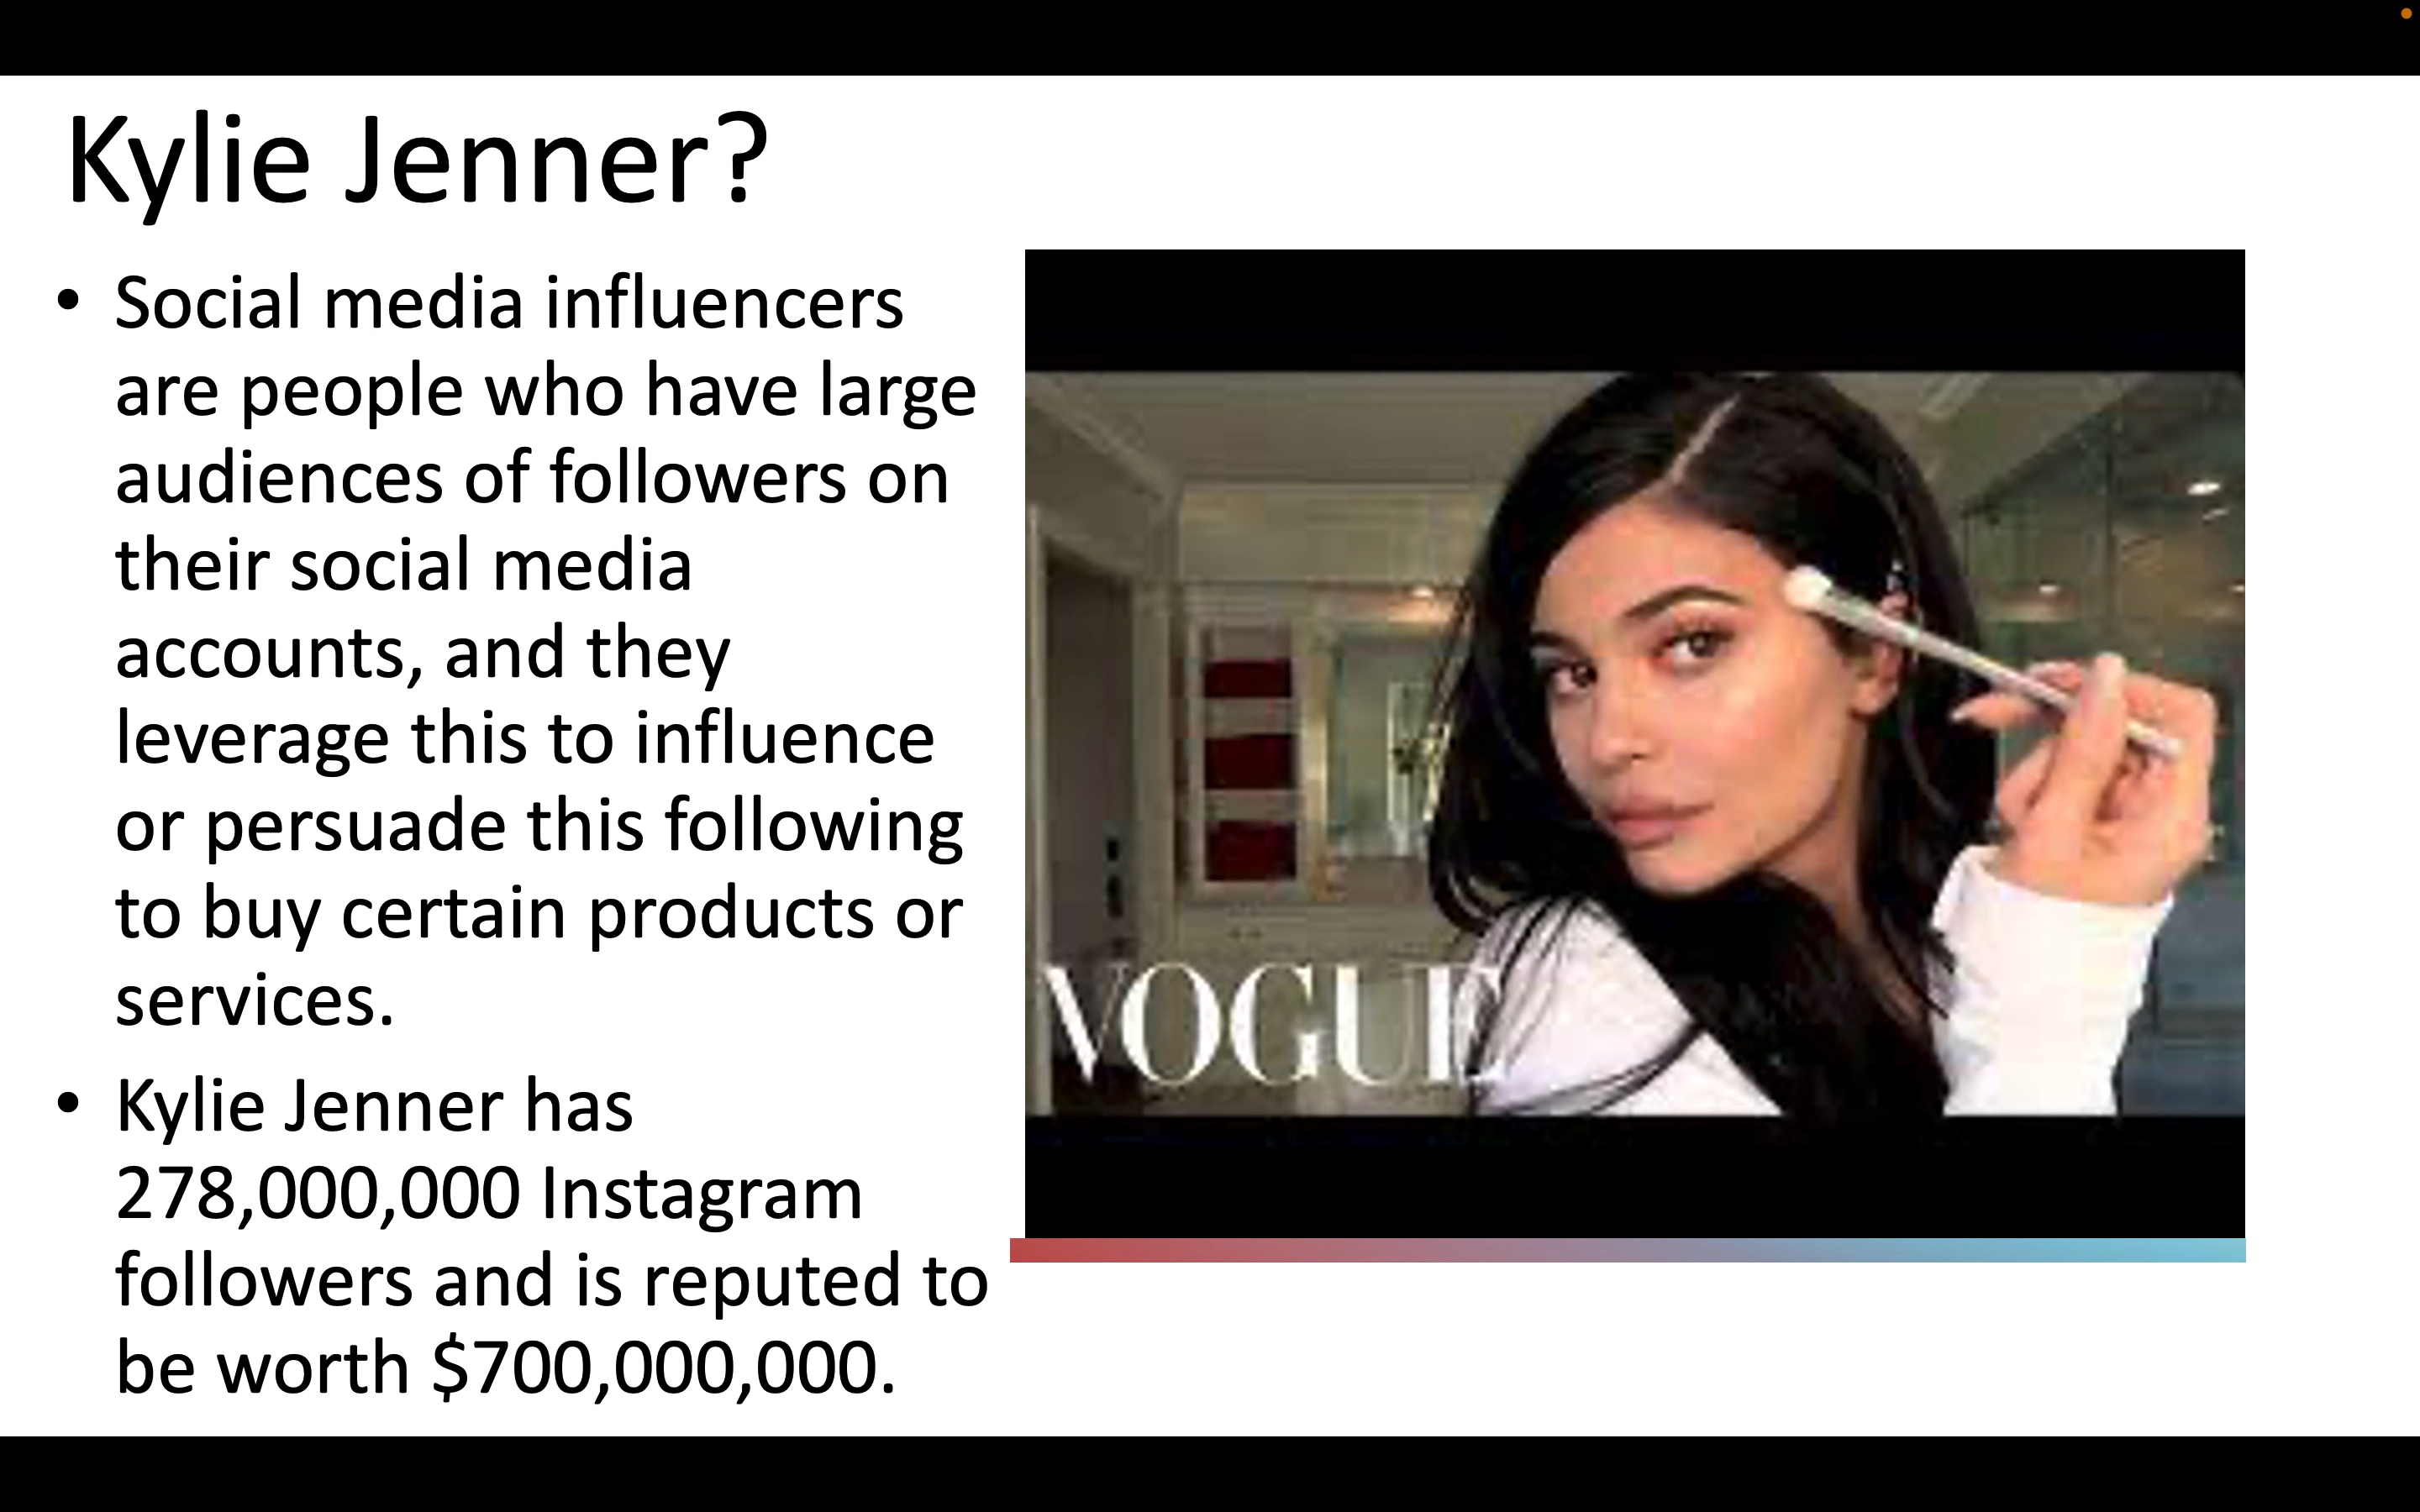 Kylie Jenner?
• Social media influencers
are people who have large
audiences of followers on
their social media
accounts, and they
leverage this to influence
or persuade this following
to buy certain products or
services.
• Kylie Jenner has
278,000,000 Instagram
followers and is reputed to
be worth $700,000,000.
VOGUE